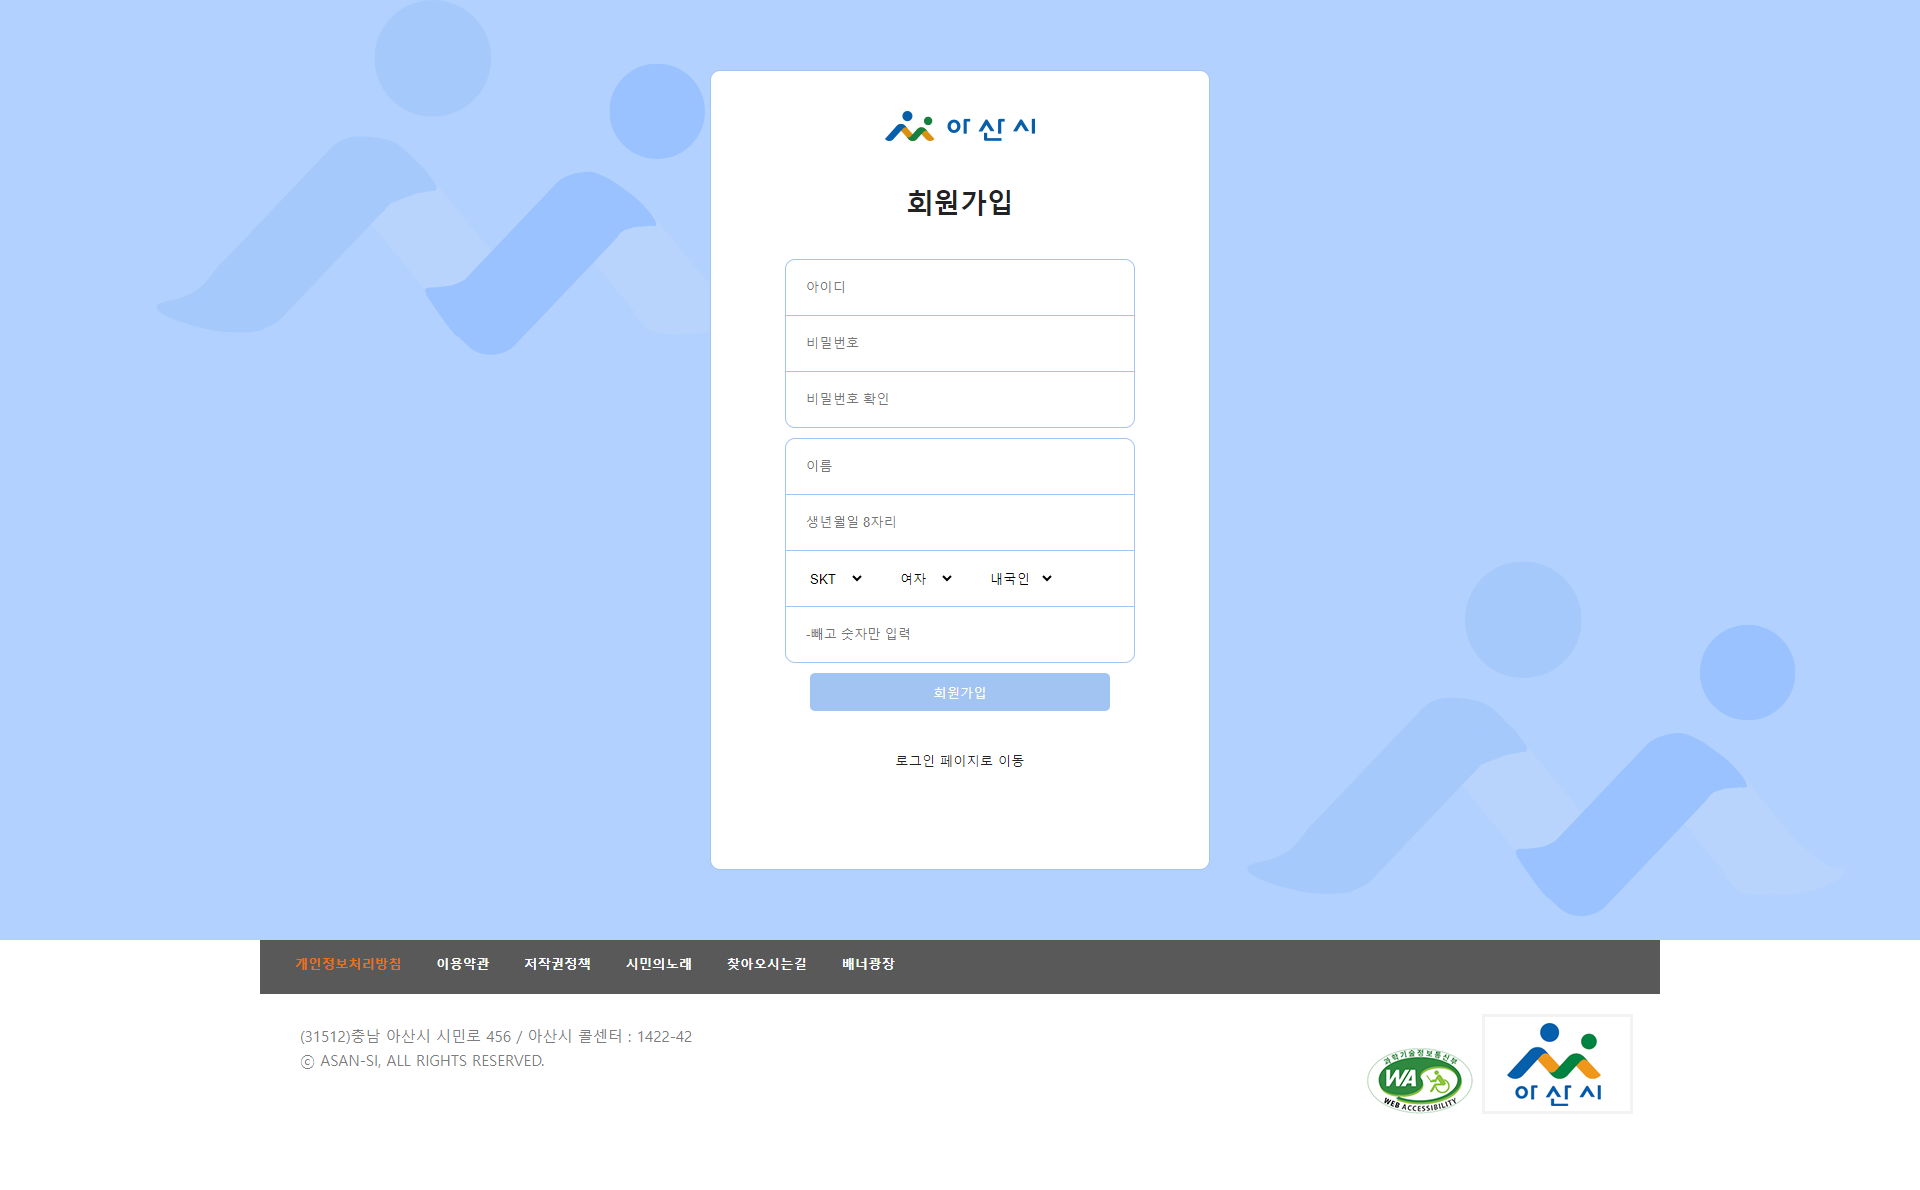 아산시
회원가입
아이디
비밀번호
비밀번호 확인
이름
생년월일 8자리
SKT 여자 내국인
-빼고 숫자만 입력
회원가입
로그인 페이지로 이동
개인정보처리방침 이용약관 저작권정책 시민의노래 찾아오시는길 배너광장
(31512)충남 아산시 시민로 456 / 아산시 콜센터 : 1422-42
ⓒ ASAN-SI, ALL RIGHTS RESERVED.
과학기술정보통신부
WA
WEB ACCESSIBILITY
아산시